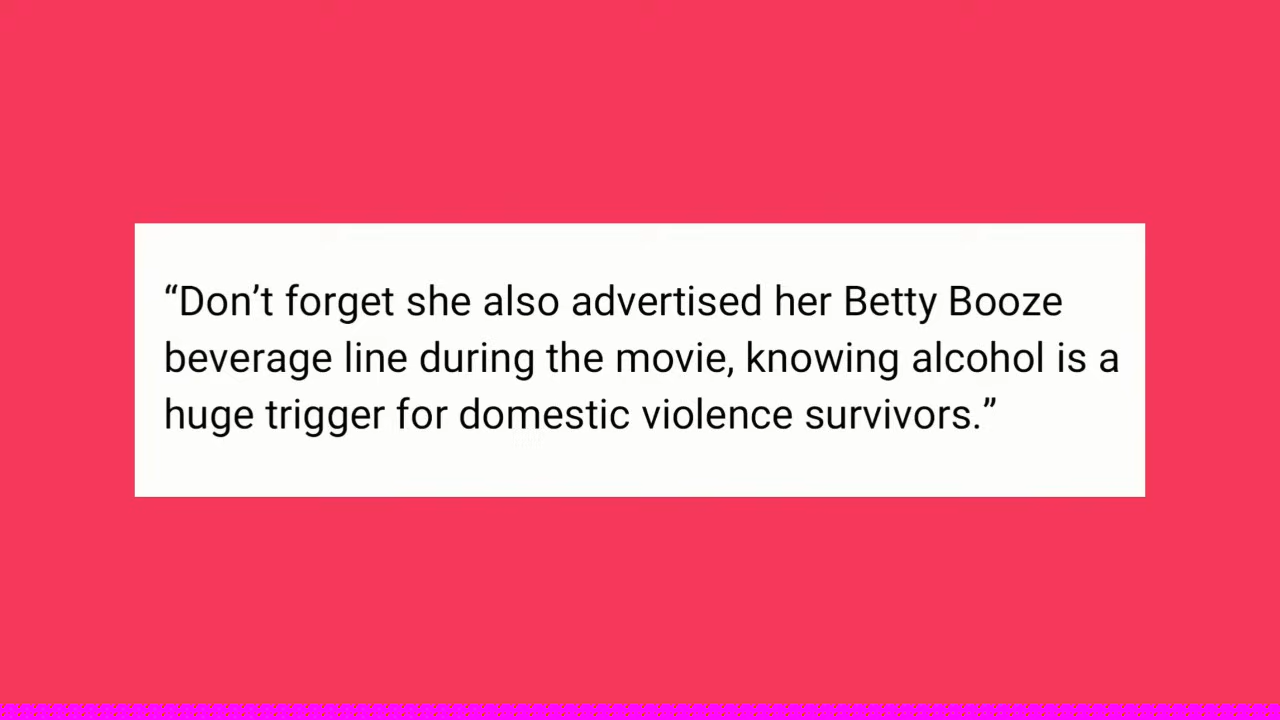 “Don’t forget she also advertised her Betty Booze
beverage line during the movie, knowing alcohol is a
huge trigger for domestic violence survivors.”